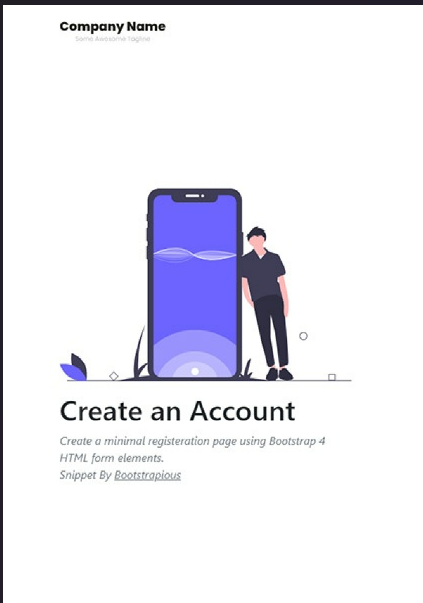 Company Name
Some Awesome Tagline
Create an Account
Create a minimal registeration page using Bootstrap 4
HTML form elements.
Snippet By Bootstrapious